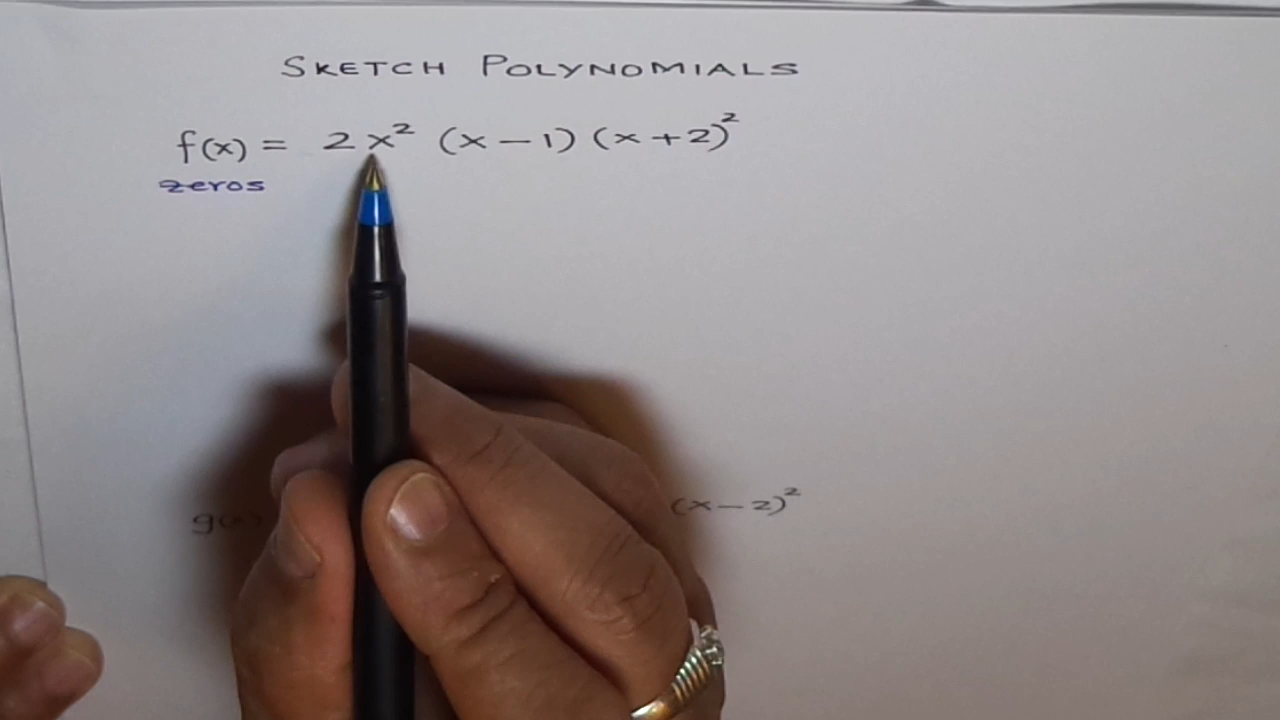 SKETCH POLYNOMIALS
f(x) = 2x² (x-1) (x+2)²
zeros
(x-2)²